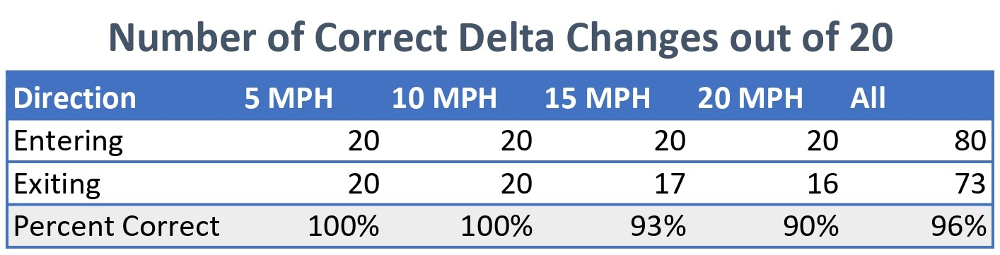 Number of Correct Delta Changes out of 20
Direction 5 MPH 10 MPH 15 MPH 20 MPH All
Entering 20 20 20 20 80
Exiting 20 20 17 16 73
Percent Correct 100% 100% 93% 90% 96%